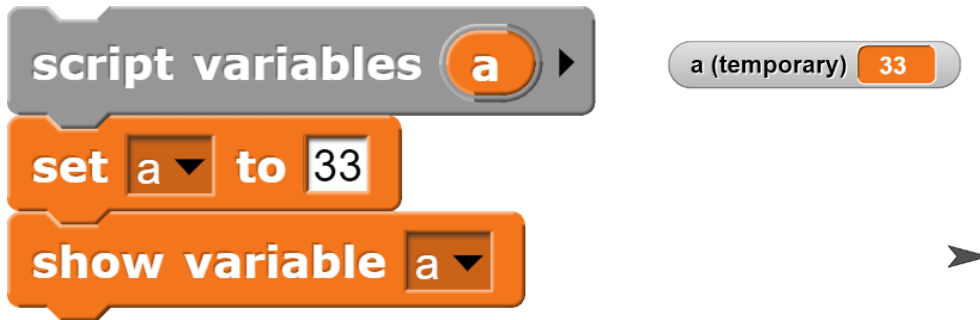 script variables a
a (temporary) 33
set a to 33
show variable a